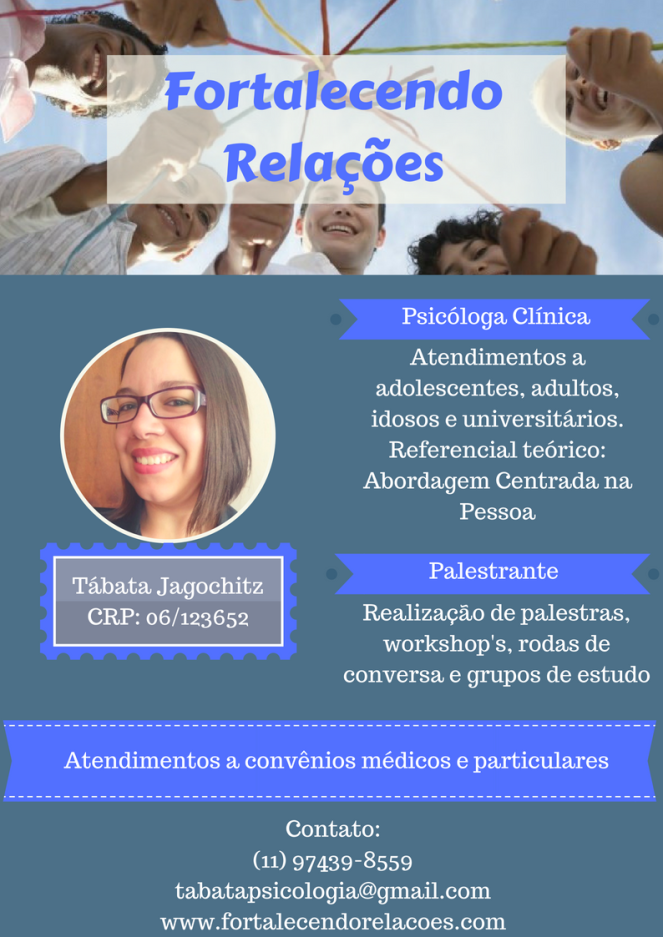 Fortalecendo
Relações
Psicóloga Clínica
Atendimentos a
adolescentes, adultos,
idosos e universitários.
Referencial teórico:
Abordagem Centrada na
Pessoa
Tábata Jagochitz
CRP: 06/123652
Palestrante
Realização de palestras,
workshop's, rodas de
conversa e grupos de estudo
Atendimentos a convênios médicos e particulares
Contato:
(11) 97439-8559
tabatapsicologia@gmail.com
www.fortalecendorelacoes.com